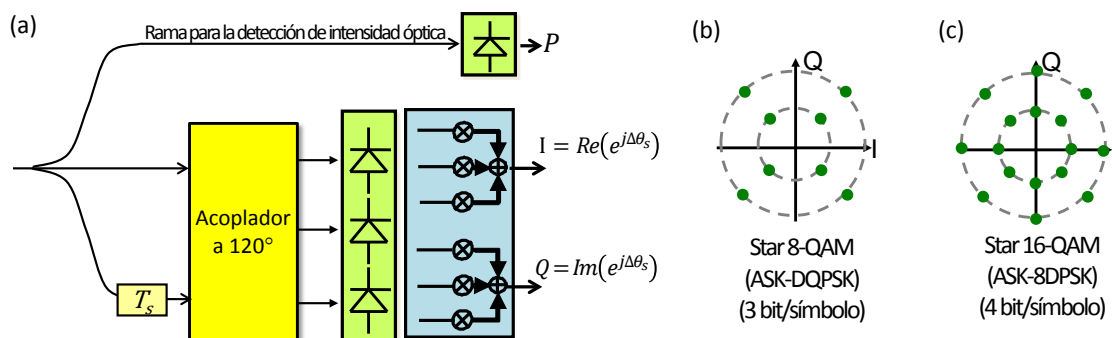 (a)
Rama para la detección de intensidad óptica
P
Acoplador
a 120°
T_s
I = Re(e^{jΔθ_s})
Q = Im(e^{jΔθ_s})
(b)
Q
I
Star 8-QAM
(ASK-DQPSK)
(3 bit/símbolo)
(c)
Q
Star 16-QAM
(ASK-8DPSK)
(4 bit/símbolo)